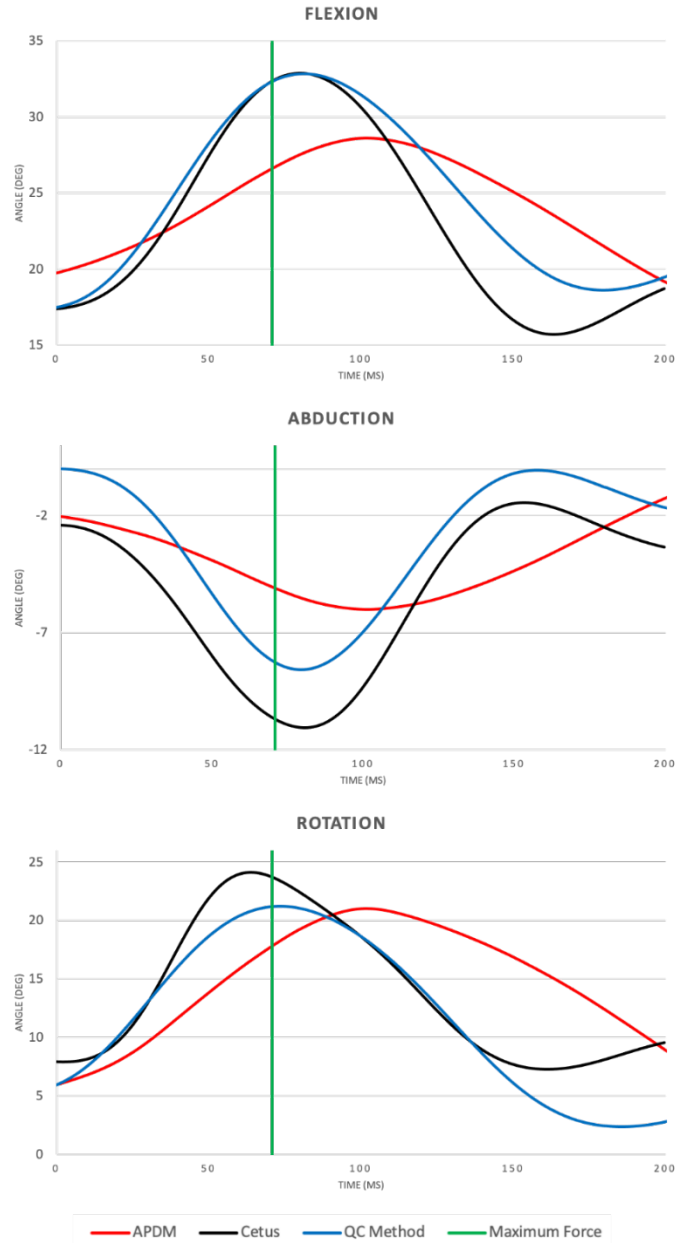 FLEXION
35
30
25
20
15
ANGLE (DEG)
0 50 100 150 200
TIME (MS)
ABDUCTION
-2
-7
-12
ANGLE (DEG)
0 50 100 150 200
TIME (MS)
ROTATION
25
20
15
10
5
0
ANGLE (DEG)
0 50 100 150 200
TIME (MS)
APDM Cetus QC Method Maximum Force